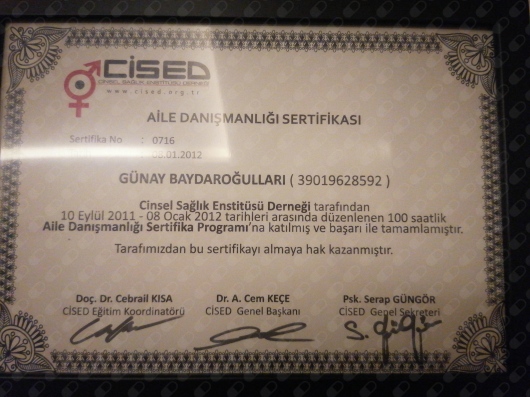 CİSED
CİNSEL SAĞLIK ENSTİTÜSÜ DERNEĞİ
www.cised.org.tr
AİLE DANIŞMANLIĞI SERTİFİKASI
Sertifika No : 0716
: 08.01.2012
GÜNAY BAYDAROĞULLARI ( 39019628592 )
Cinsel Sağlık Enstitüsü Derneği tarafından
10 Eylül 2011 - 08 Ocak 2012 tarihleri arasında düzenlenen 100 saatlik
Aile Danışmanlığı Sertifika Programı'na katılmış ve başarı ile tamamlamıştır.
Tarafımızdan bu sertifikayı almaya hak kazanmıştır.
Doç. Dr. Cebrail KISA Dr. A. Cem KEÇE Psk. Serap GÜNGÖR
CİSED Eğitim Koordinatörü CİSED Genel Başkanı CİSED Genel Sekreteri